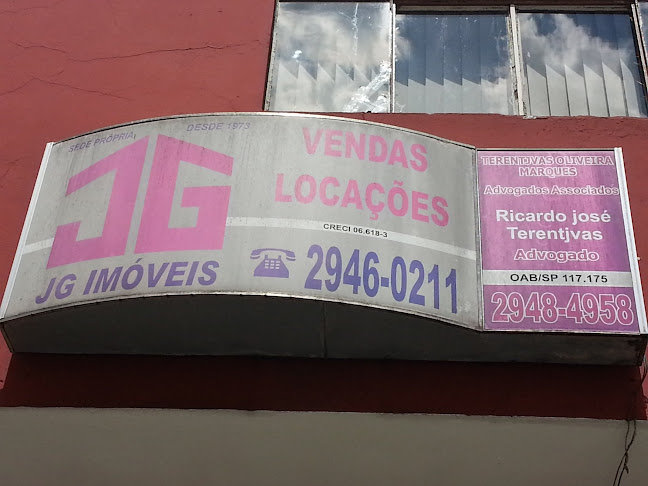 SEDE PRÓPRIA
DESDE 1973
JG
JG IMÓVEIS
VENDAS
LOCAÇÕES
CRECI 06.618-3
2946-0211
TERENTJVAS OLIVEIRA
MARQUES
Advogados Associados
Ricardo josé
Terentjvas
Advogado
OAB/SP 117.175
2948-4958